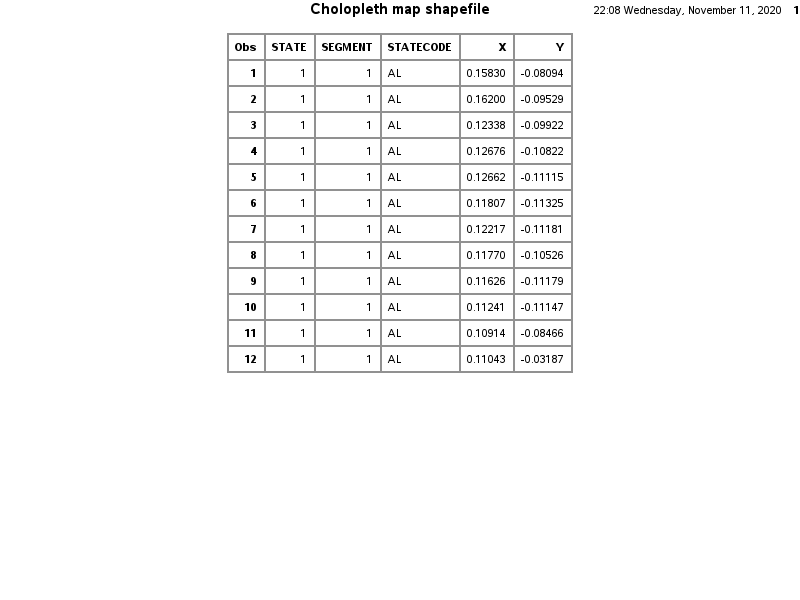 Cholopleth map shapefile
22:08 Wednesday, November 11, 2020 1
Obs STATE SEGMENT STATECODE X Y
1 1 1 AL 0.15830 -0.08094
2 1 1 AL 0.16200 -0.09529
3 1 1 AL 0.12338 -0.09922
4 1 1 AL 0.12676 -0.10822
5 1 1 AL 0.12662 -0.11115
6 1 1 AL 0.11807 -0.11325
7 1 1 AL 0.12217 -0.11181
8 1 1 AL 0.11770 -0.10526
9 1 1 AL 0.11626 -0.11179
10 1 1 AL 0.11241 -0.11147
11 1 1 AL 0.10914 -0.08466
12 1 1 AL 0.11043 -0.03187